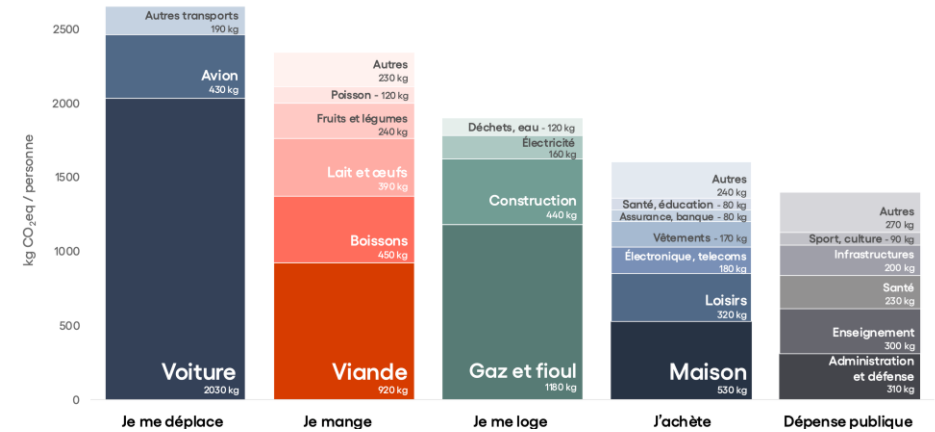 kg CO₂eq / personne
2500
2000
1500
1000
500
0
Autres transports
190 kg
Avion
430 kg
Voiture
2030 kg
Je me déplace
Autres
230 kg
Poisson - 120 kg
Fruits et légumes
240 kg
Lait et œufs
390 kg
Boissons
450 kg
Viande
920 kg
Je mange
Déchets, eau - 120 kg
Électricité
160 kg
Construction
440 kg
Gaz et fioul
1180 kg
Je me loge
Autres
240 kg
Santé, éducation - 80 kg
Assurance, banque - 80 kg
Vêtements - 170 kg
Électronique, telecoms
180 kg
Loisirs
320 kg
Maison
530 kg
J'achète
Autres
270 kg
Sport, culture - 90 kg
Infrastructures
200 kg
Santé
230 kg
Enseignement
300 kg
Administration
et défense
310 kg
Dépense publique